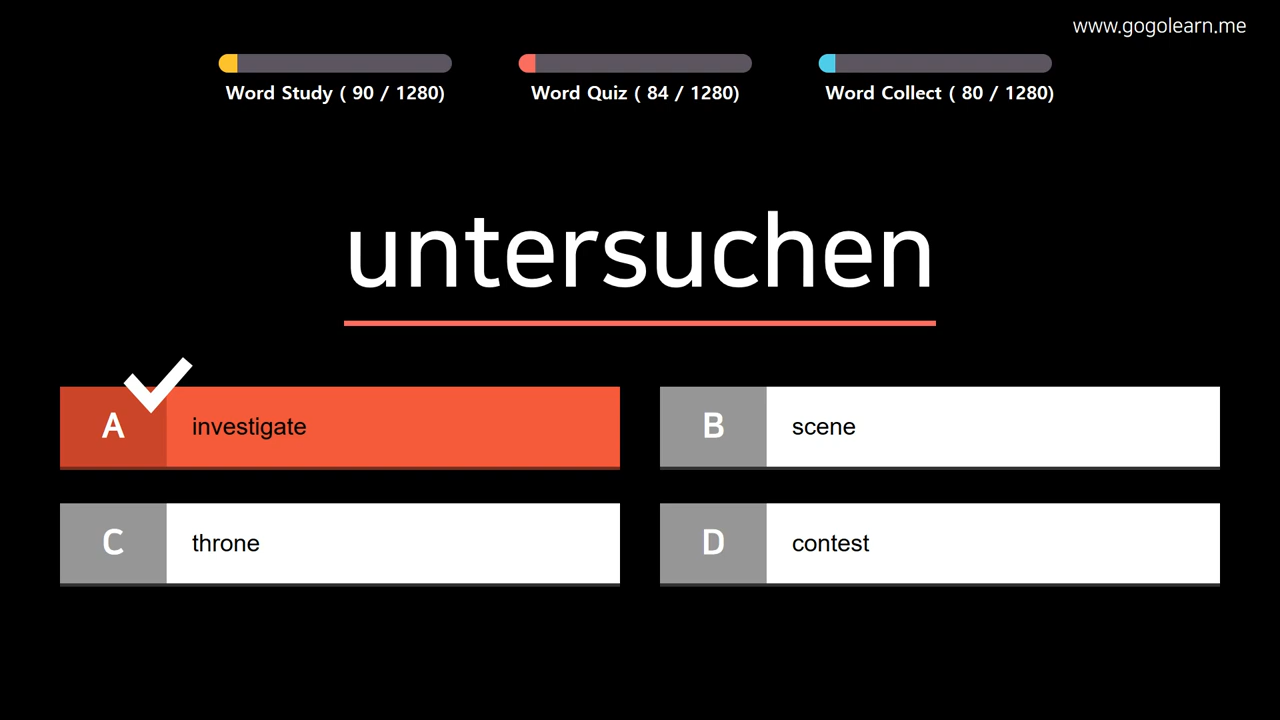 www.gogolearn.me
Word Study ( 90 / 1280)
Word Quiz ( 84 / 1280)
Word Collect ( 80 / 1280)
untersuchen
A investigate
B scene
C throne
D contest